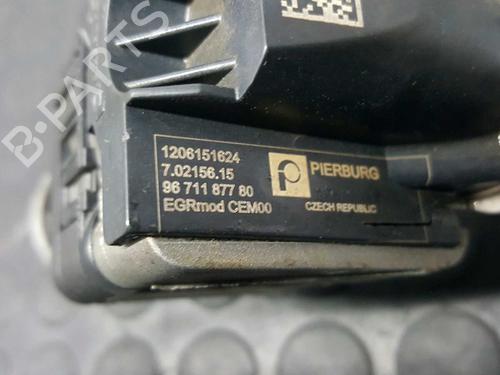 B-PARTS
1206151624
7.02156.15
96 711 877 80
EGRmod CEM00
PIERBURG
CZECH REPUBLIC